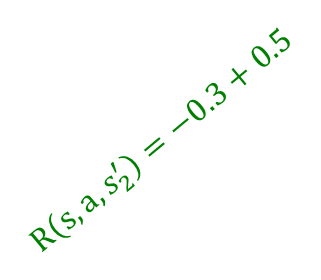 R(s, a, s′₂) = −0.3 + 0.5